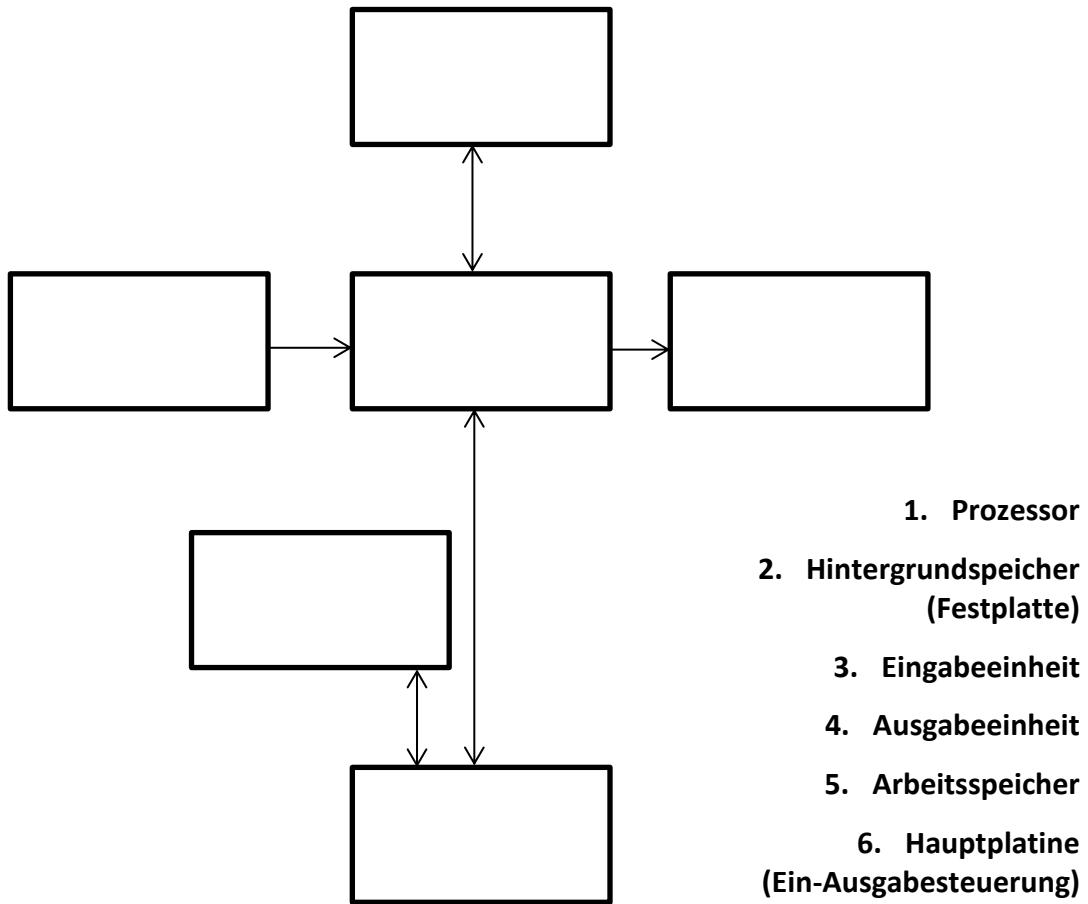 1. Prozessor
2. Hintergrundspeicher
(Festplatte)
3. Eingabeeinheit
4. Ausgabeeinheit
5. Arbeitsspeicher
6. Hauptplatine
(Ein-Ausgabesteuerung)